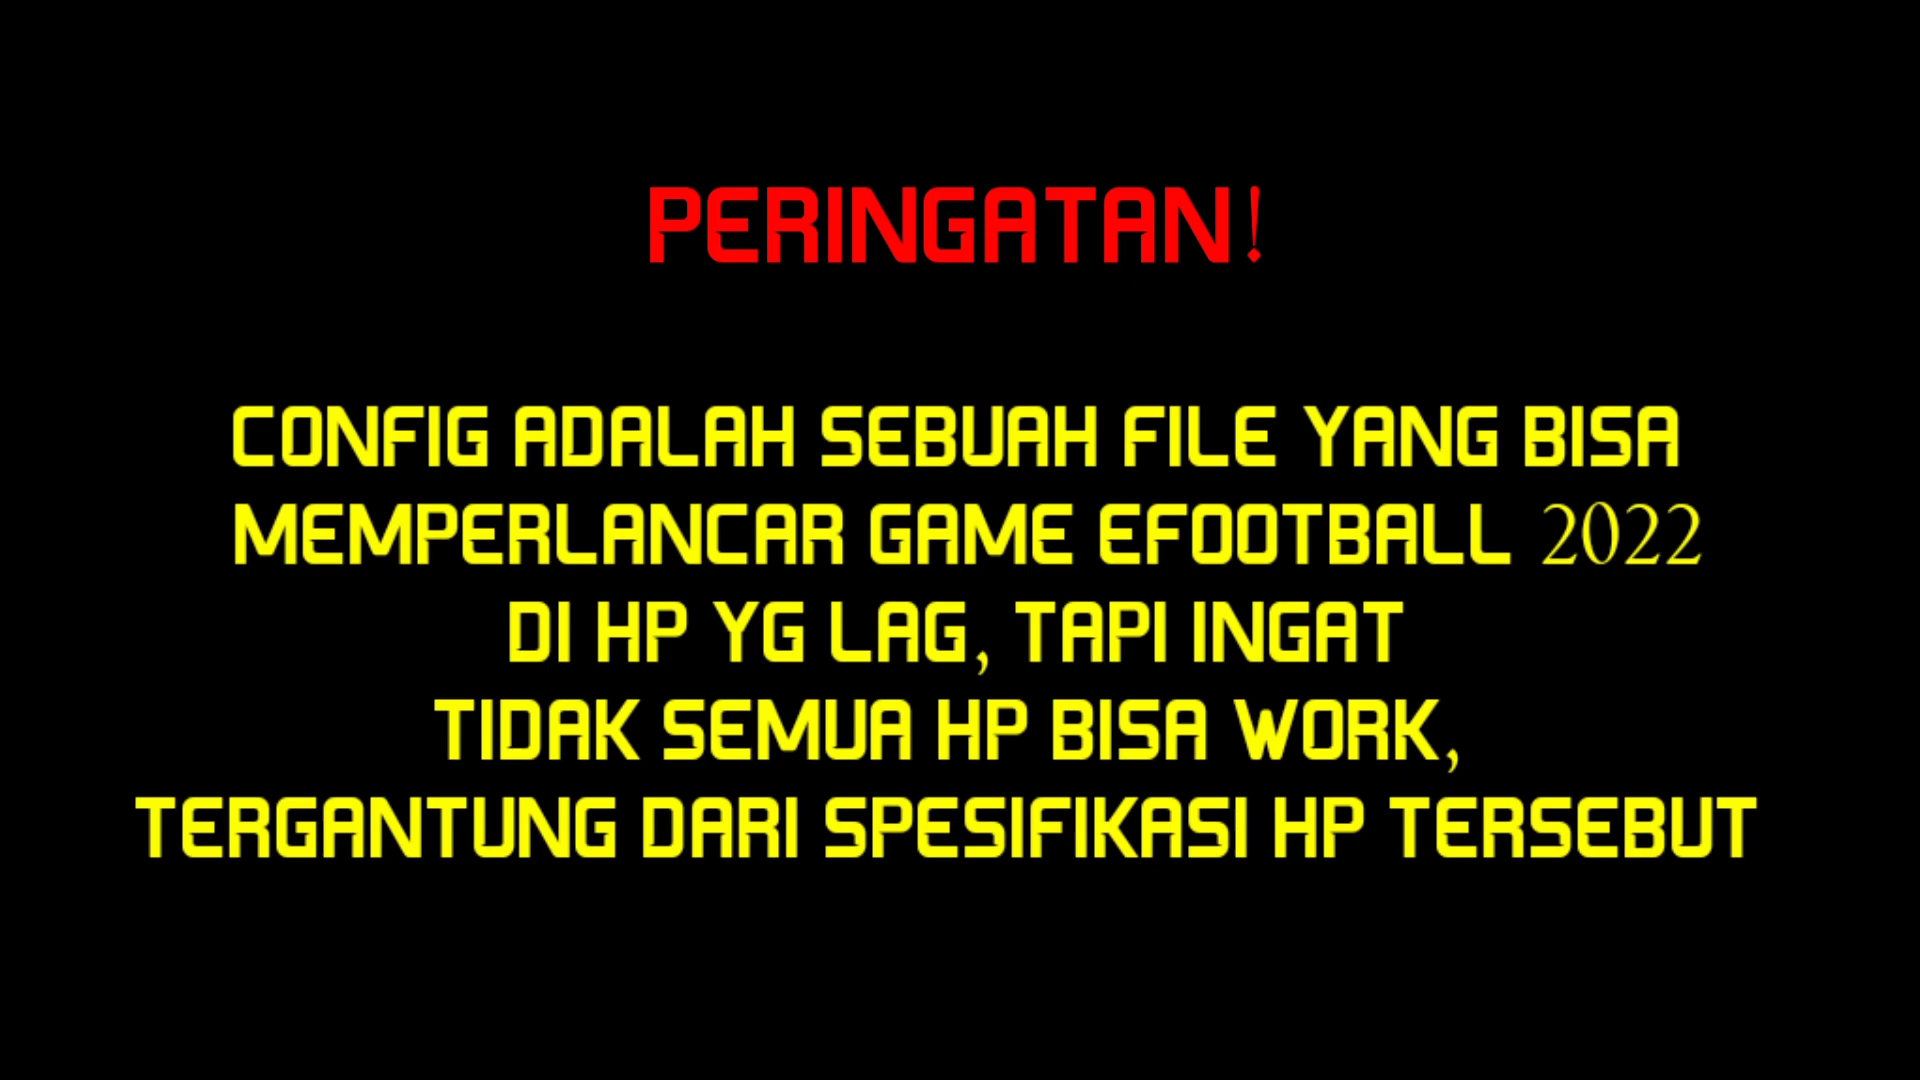 PERINGATAN!
CONFIG ADALAH SEBUAH FILE YANG BISA
MEMPERLANCAR GAME EFOOTBALL 2022
DI HP YG LAG, TAPI INGAT
TIDAK SEMUA HP BISA WORK,
TERGANTUNG DARI SPESIFIKASI HP TERSEBUT